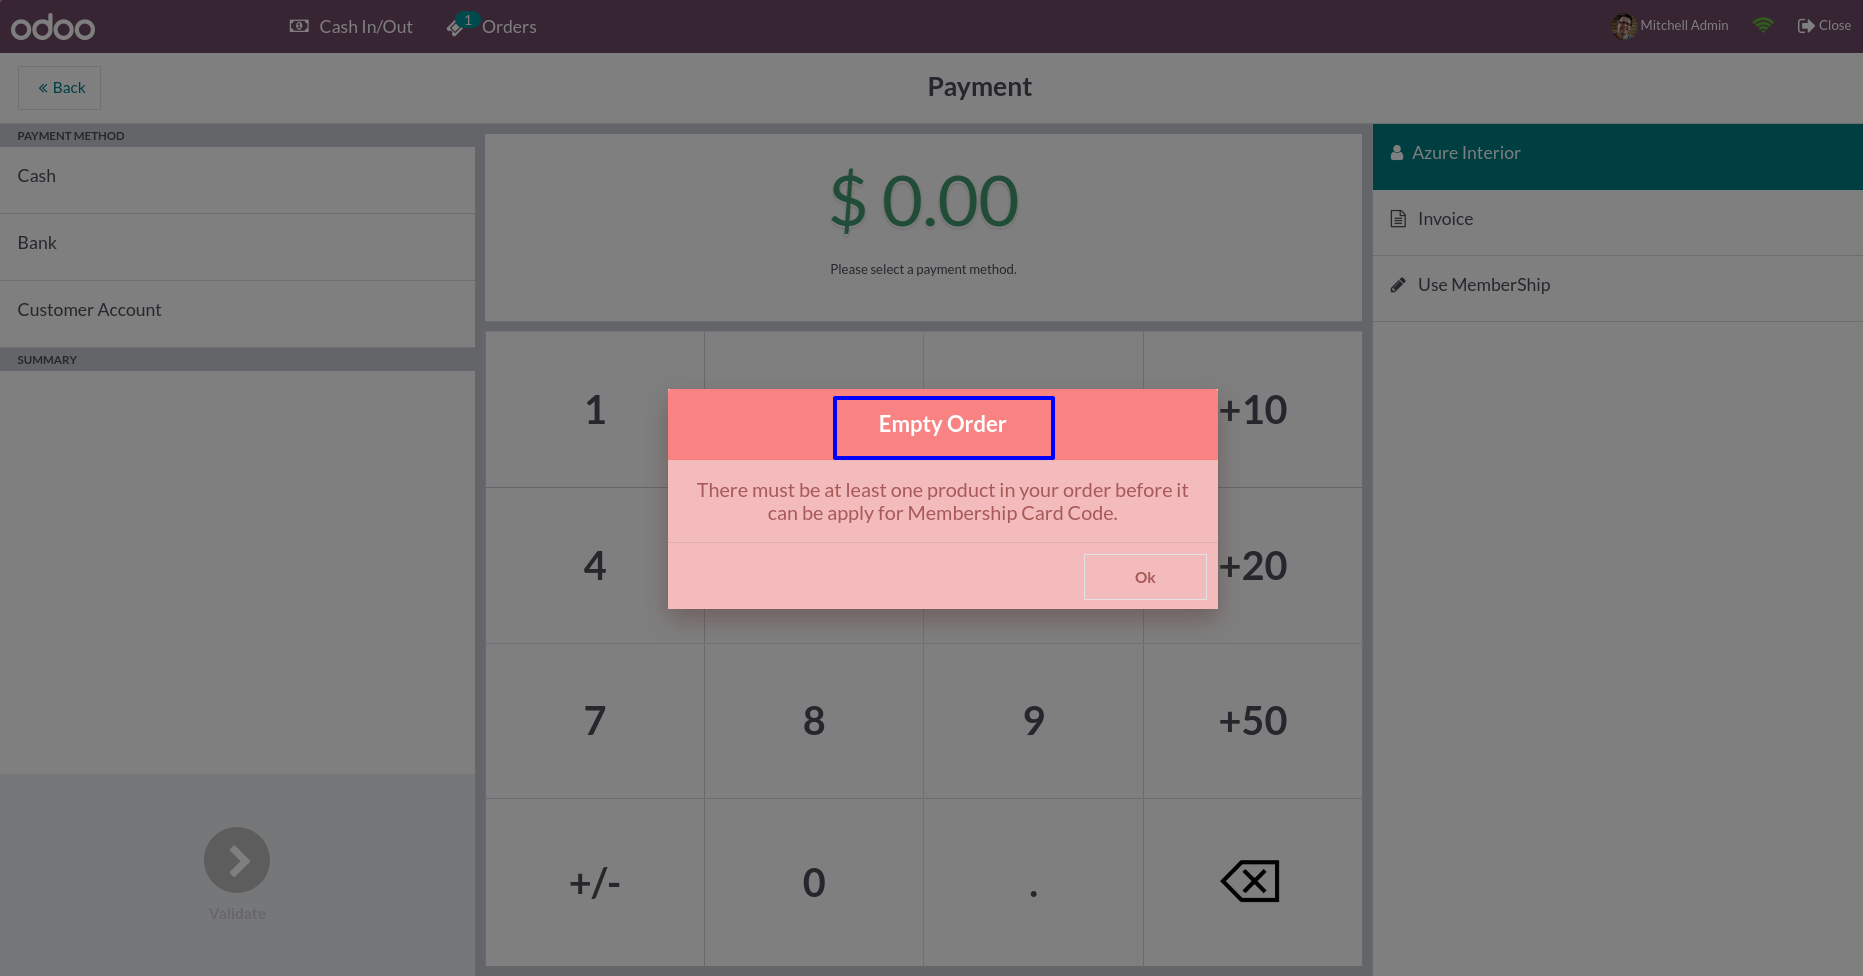 odoo
Cash In/Out
1
Orders
Mitchell Admin
Close
« Back
Payment
PAYMENT METHOD
Cash
Bank
Customer Account
SUMMARY
Validate
$ 0.00
Please select a payment method.
1
+10
4
+20
7
8
9
+50
+/-
0
.
Empty Order
There must be at least one product in your order before it
can be apply for Membership Card Code.
Ok
Azure Interior
Invoice
Use MemberShip